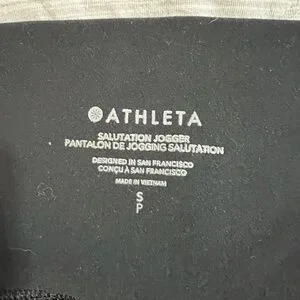 ATHLETA
SALUTATION JOGGER
PANTALON DE JOGGING SALUTATION
DESIGNED IN SAN FRANCISCO
CONÇU À SAN FRANCISCO
MADE IN VIETNAM
S
P